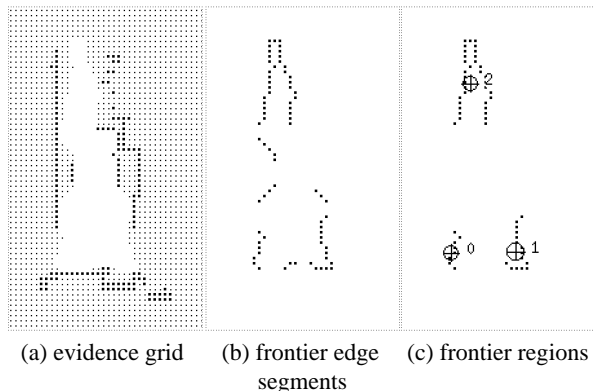 2
0
1
(a) evidence grid
(b) frontier edge
segments
(c) frontier regions